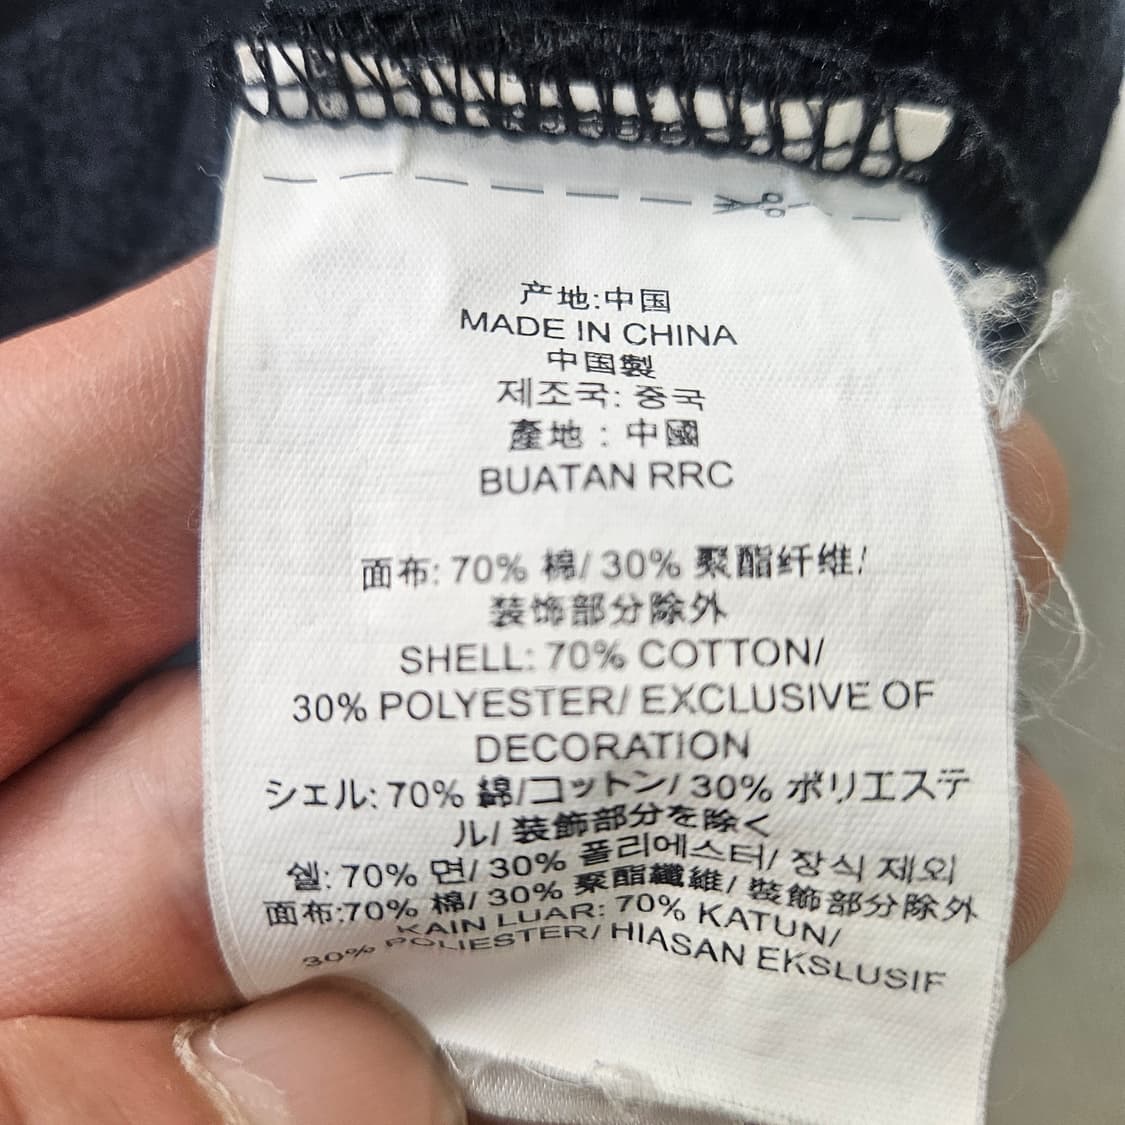 产地:中国
MADE IN CHINA
中国製
제조국: 중국
產地：中國
BUATAN RRC
面布: 70% 棉/ 30% 聚酯纤维/
装饰部分除外
SHELL: 70% COTTON/
30% POLYESTER/ EXCLUSIVE OF
DECORATION
シェル: 70% 綿/コットン/ 30% ポリエステ
ル/ 装飾部分を除く
쉘: 70% 면/ 30% 폴리에스터/ 장식 제외
面布:70% 棉/ 30% 聚酯纖維/ 裝飾部分除外
KAIN LUAR: 70% KATUN/
30% POLIESTER/ HIASAN EKSLUSIF